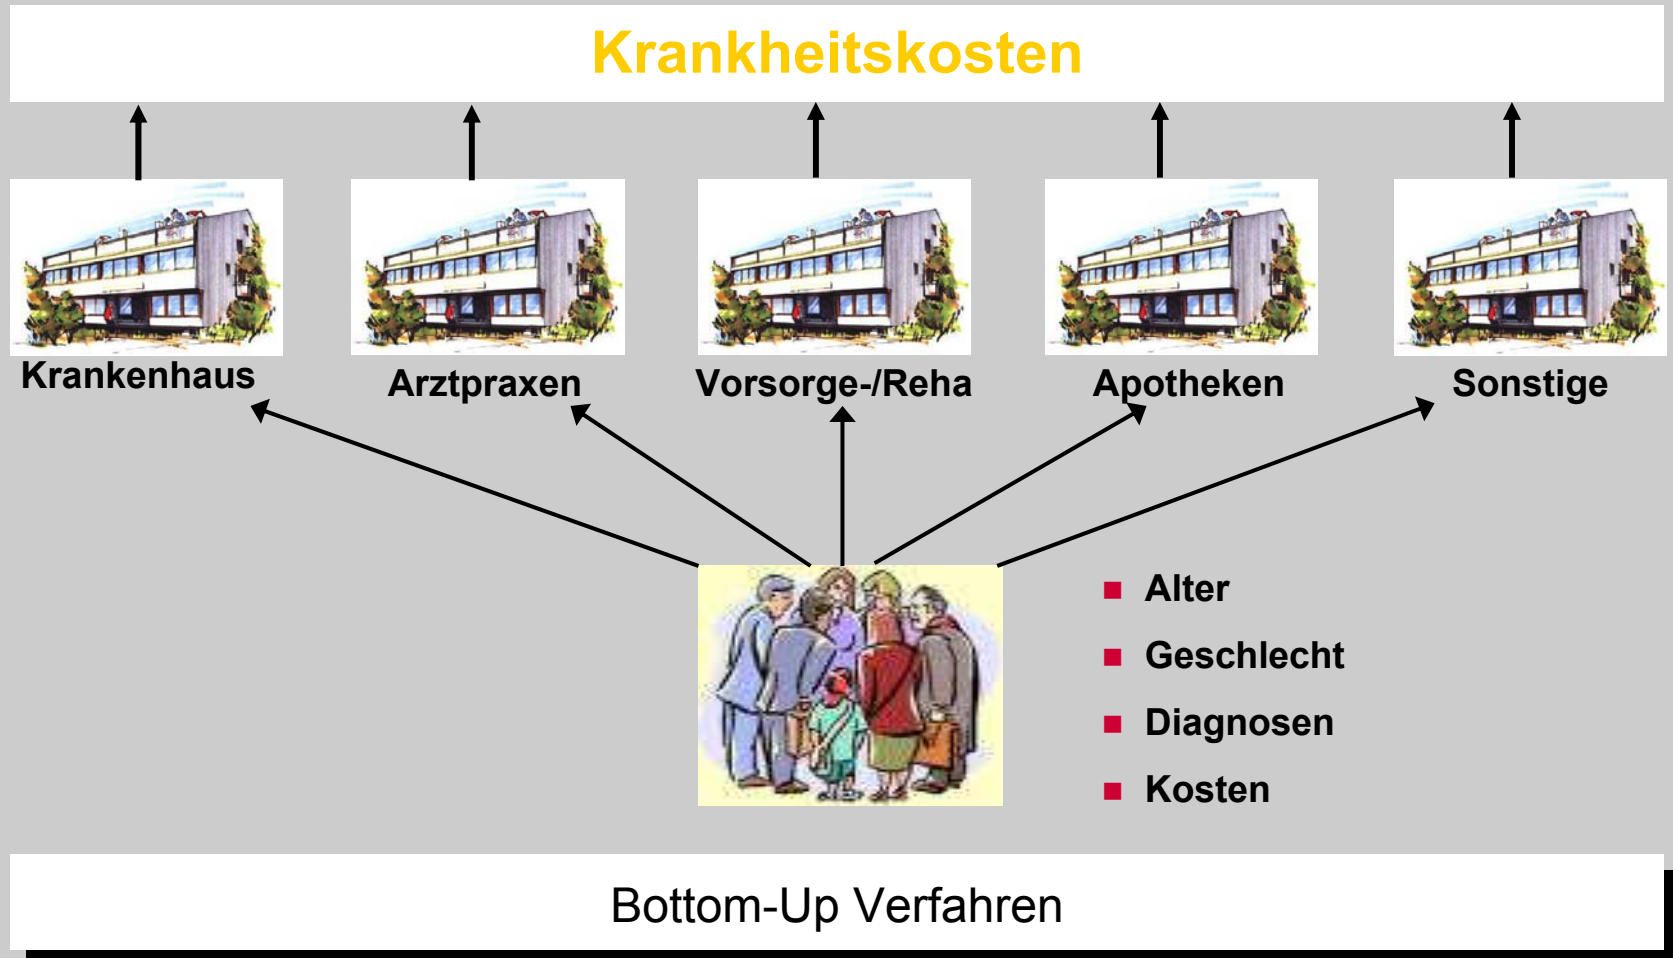 Krankheitskosten
Krankenhaus
Arztpraxen
Vorsorge-/Reha
Apotheken
Sonstige
Alter
Geschlecht
Diagnosen
Kosten
Bottom-Up Verfahren